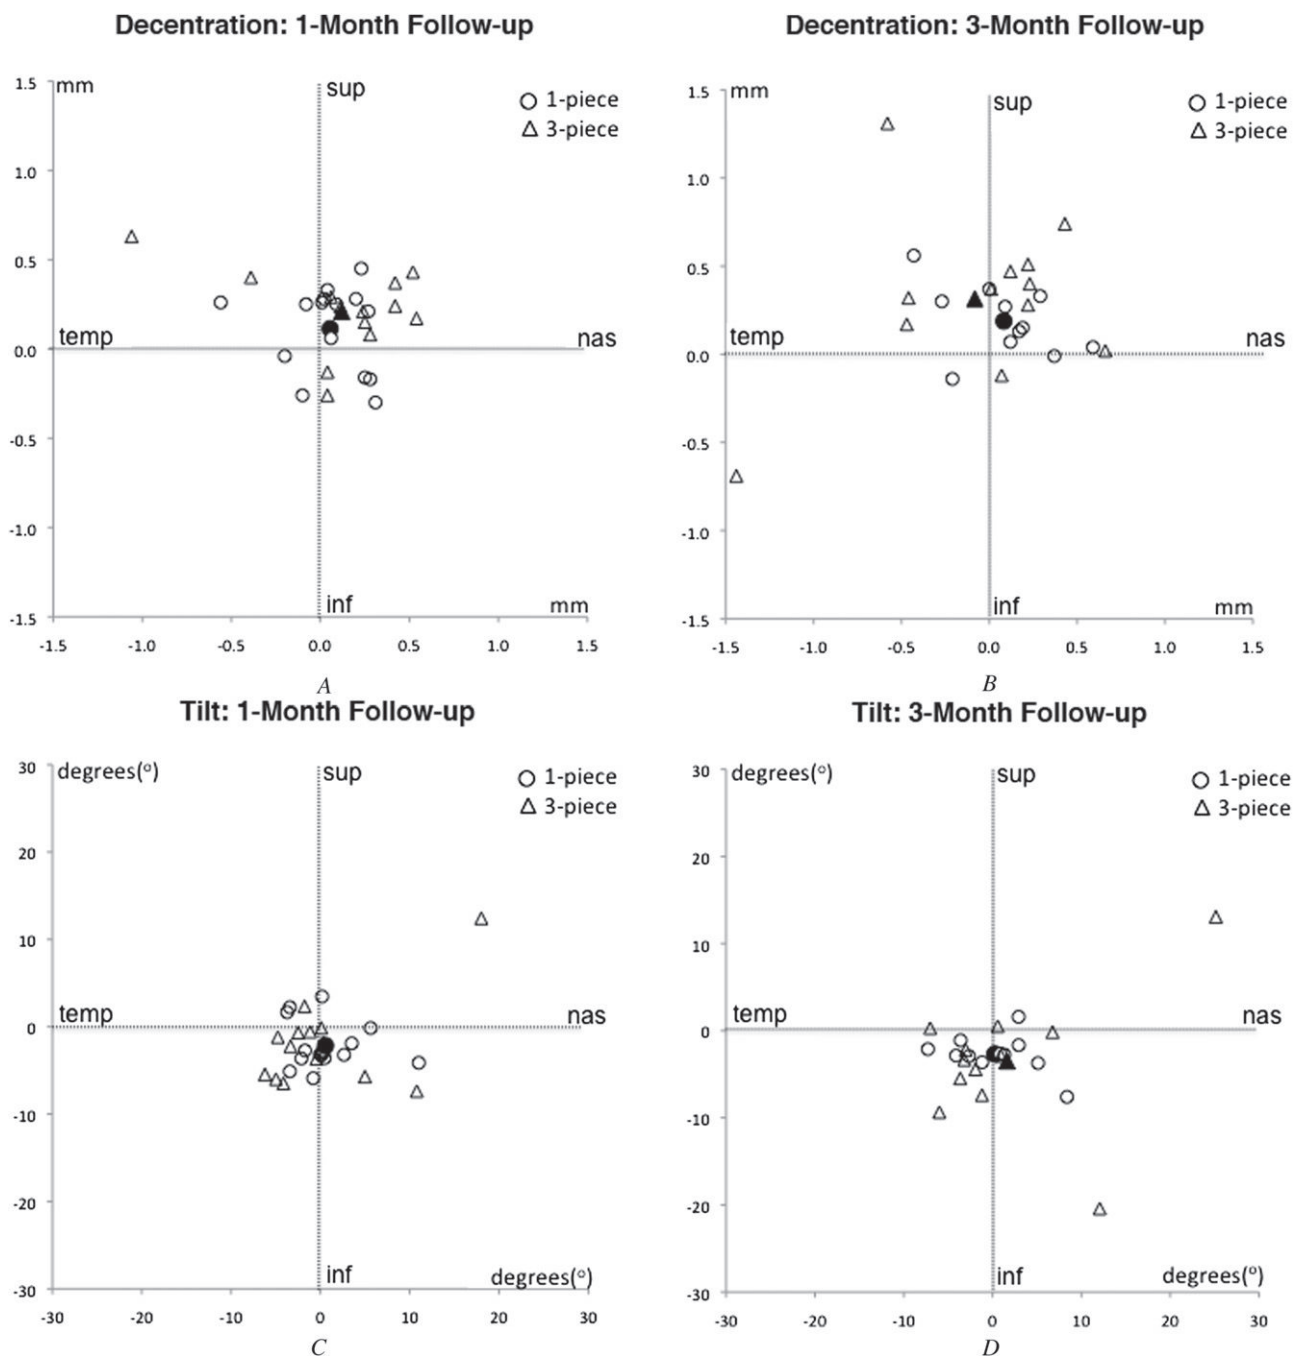 Decentration: 1-Month Follow-up
1.5 mm sup
○ 1-piece
△ 3-piece
1.0
0.5
temp nas
0.0
-0.5
-1.0
inf mm
-1.5
-1.5 -1.0 -0.5 0.0 0.5 1.0 1.5
A
Decentration: 3-Month Follow-up
1.5 mm sup
○ 1-piece
△ 3-piece
1.0
0.5
temp nas
0.0
-0.5
-1.0
inf mm
-1.5
-1.5 -1.0 -0.5 0.0 0.5 1.0 1.5
B
Tilt: 1-Month Follow-up
30 degrees(°) sup
○ 1-piece
△ 3-piece
20
10
temp nas
0
-10
-20
inf degrees(°)
-30
-30 -20 -10 0 10 20 30
C
Tilt: 3-Month Follow-up
30 degrees(°) sup
○ 1-piece
△ 3-piece
20
10
temp nas
0
-10
-20
inf degrees(°)
-30
-30 -20 -10 0 10 20 30
D